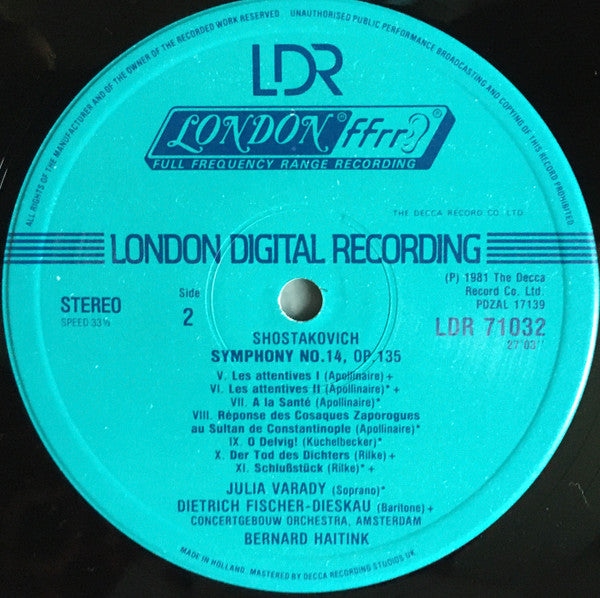 ALL RIGHTS OF THE MANUFACTURER AND OF THE OWNER OF THE RECORDED WORK RESERVED. UNAUTHORISED PUBLIC PERFORMANCE BROADCASTING AND COPYING OF THIS RECORD PROHIBITED
LDR
LONDON® ffrr®
FULL FREQUENCY RANGE RECORDING
THE DECCA RECORD CO. LTD
LONDON DIGITAL RECORDING
STEREO
SPEED 33⅓
Side
2
(P) 1981 The Decca
Record Co. Ltd.
PDZAL 17139
LDR 71032
27'03"
SHOSTAKOVICH
SYMPHONY NO.14, OP.135
V. Les attentives I (Apollinaire)+
VI. Les attentives II (Apollinaire)*+
VII. A la Santé (Apollinaire)*
VIII. Réponse des Cosaques Zaporogues
au Sultan de Constantinople (Apollinaire)*
IX. O Delvig! (Küchelbecker)*
X. Der Tod des Dichters (Rilke)+
XI. Schlußstück (Rilke)*+
JULIA VARADY (Soprano)*
DIETRICH FISCHER-DIESKAU (Baritone)+
CONCERTGEBOUW ORCHESTRA, AMSTERDAM
BERNARD HAITINK
MADE IN HOLLAND. MASTERED BY DECCA RECORDING STUDIOS UK.